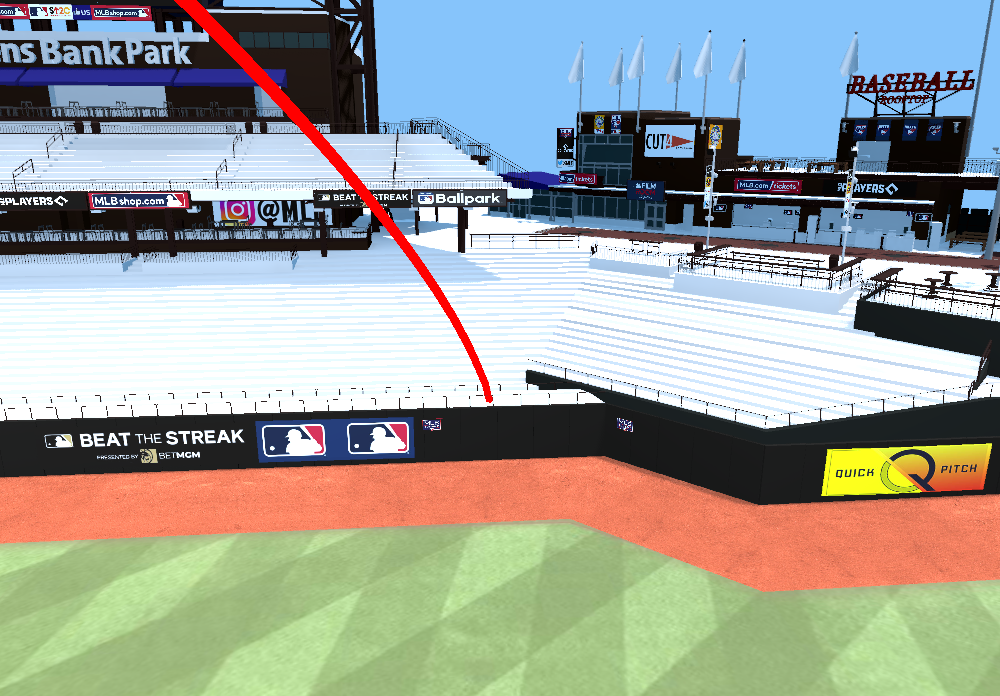 MLBshop.com
ns Bank Park
BASEBALL
ROOFTOP
CUT
MLB.com/tickets
PLAYERS
PLAYERS
MLBshop.com
@ML
BEAT THE STREAK
Ballpark
BEAT THE STREAK
PRESENTED BY BETMGM
QUICK Q PITCH